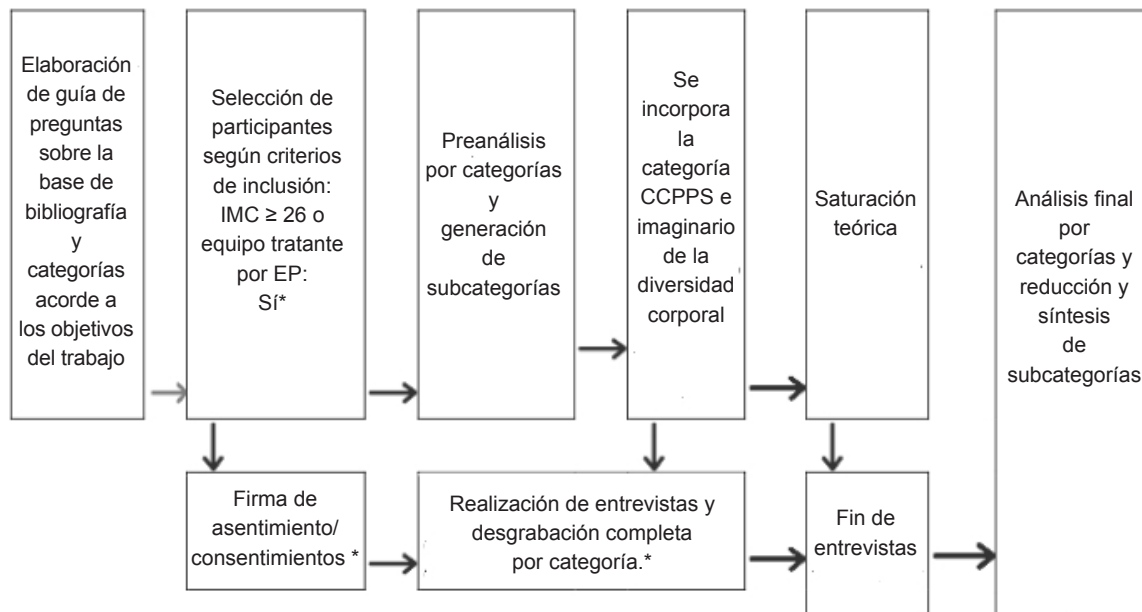 Elaboración
de guía de
preguntas
sobre la
base de
bibliografía
y
categorías
acorde a
los objetivos
del trabajo
Selección de
participantes
según criterios
de inclusión:
IMC ≥ 26 o
equipo tratante
por EP:
Sí*
Preanálisis
por categorías
y
generación
de
subcategorías
Se
incorpora
la
categoría
CCPPS e
imaginario
de la
diversidad
corporal
Saturación
teórica
Análisis final
por
categorías y
reducción y
síntesis
de
subcategorías
Firma de
asentimiento/
consentimientos *
Realización de entrevistas y
desgrabación completa
por categoría.*
Fin de
entrevistas